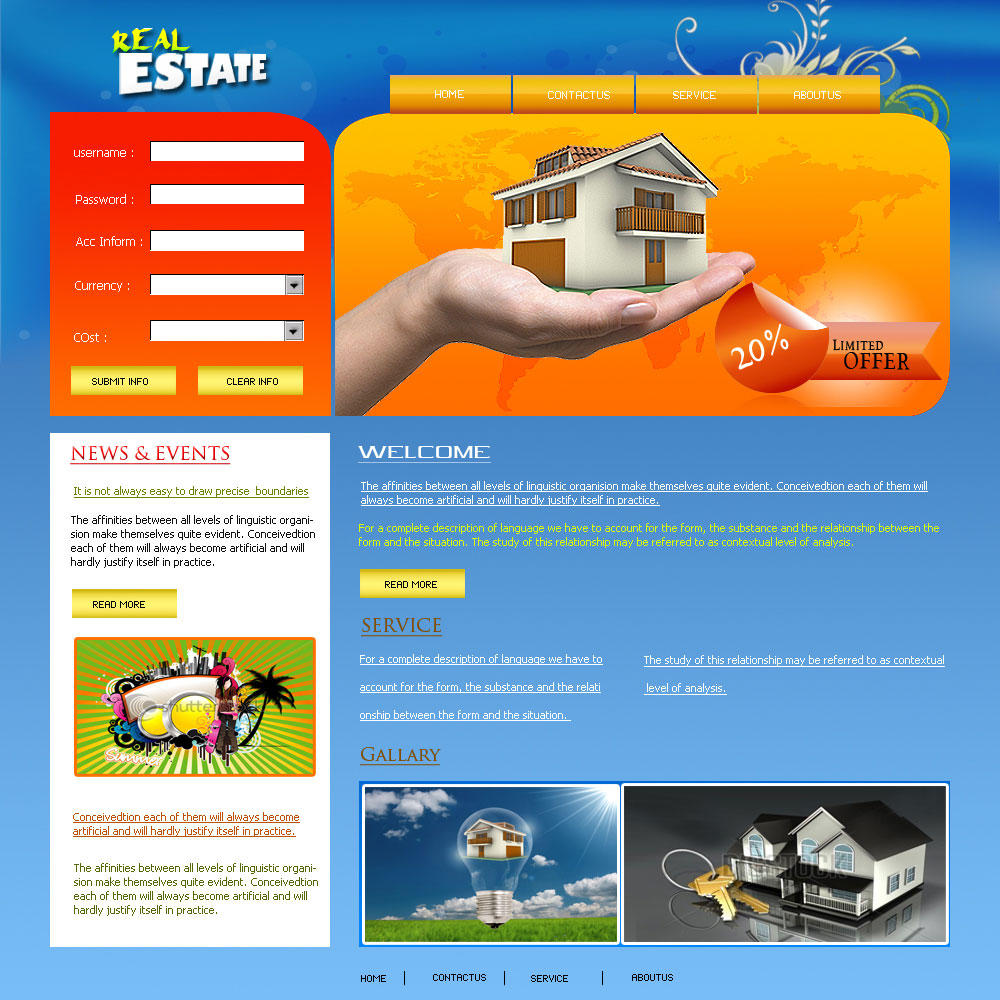 REAL
ESTATE
HOME
CONTACTUS
SERVICE
ABOUTUS
username :
Password :
Acc Inform :
Currency :
COst :
SUBMIT INFO
CLEAR INFO
20%
LIMITED
OFFER
NEWS & EVENTS
It is not always easy to draw precise boundaries
The affinities between all levels of linguistic organi-
sion make themselves quite evident. Conceivedtion
each of them will always become artificial and will
hardly justify itself in practice.
READ MORE
shutterstock
Summer
Conceivedtion each of them will always become
artificial and will hardly justify itself in practice.
The affinities between all levels of linguistic organi-
sion make themselves quite evident. Conceivedtion
each of them will always become artificial and will
hardly justify itself in practice.
WELCOME
The affinities between all levels of linguistic organision make themselves quite evident. Conceivedtion each of them will
always become artificial and will hardly justify itself in practice.
For a complete description of language we have to account for the form, the substance and the relationship between the
form and the situation. The study of this relationship may be referred to as contextual level of analysis.
READ MORE
SERVICE
For a complete description of language we have to
account for the form, the substance and the relati
onship between the form and the situation.
The study of this relationship may be referred to as contextual
level of analysis.
GALLARY
HOME
CONTACTUS
SERVICE
ABOUTUS